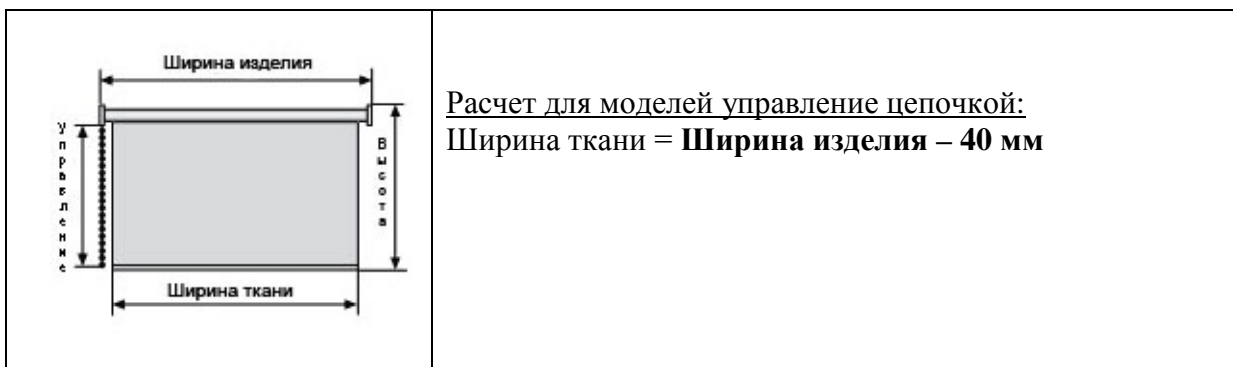 Ширина изделия
Управление
Высота
Ширина ткани
Расчет для моделей управление цепочкой:
Ширина ткани = Ширина изделия – 40 мм